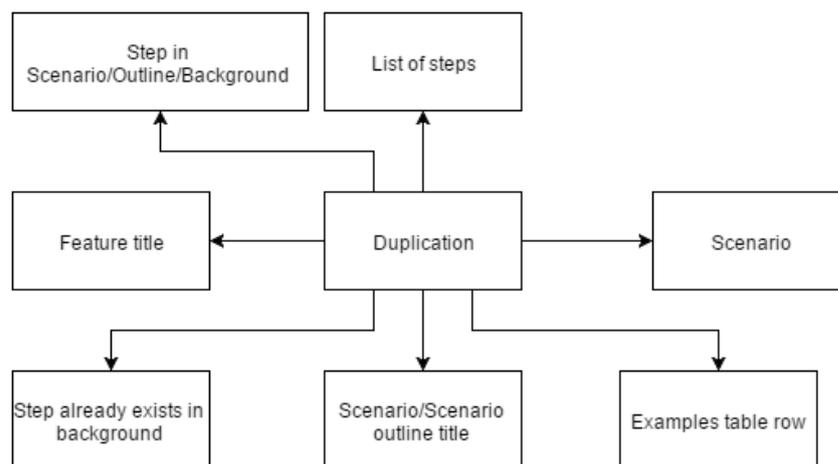 Step in
Scenario/Outline/Background
List of steps
Feature title
Duplication
Scenario
Step already exists in
background
Scenario/Scenario
outline title
Examples table row